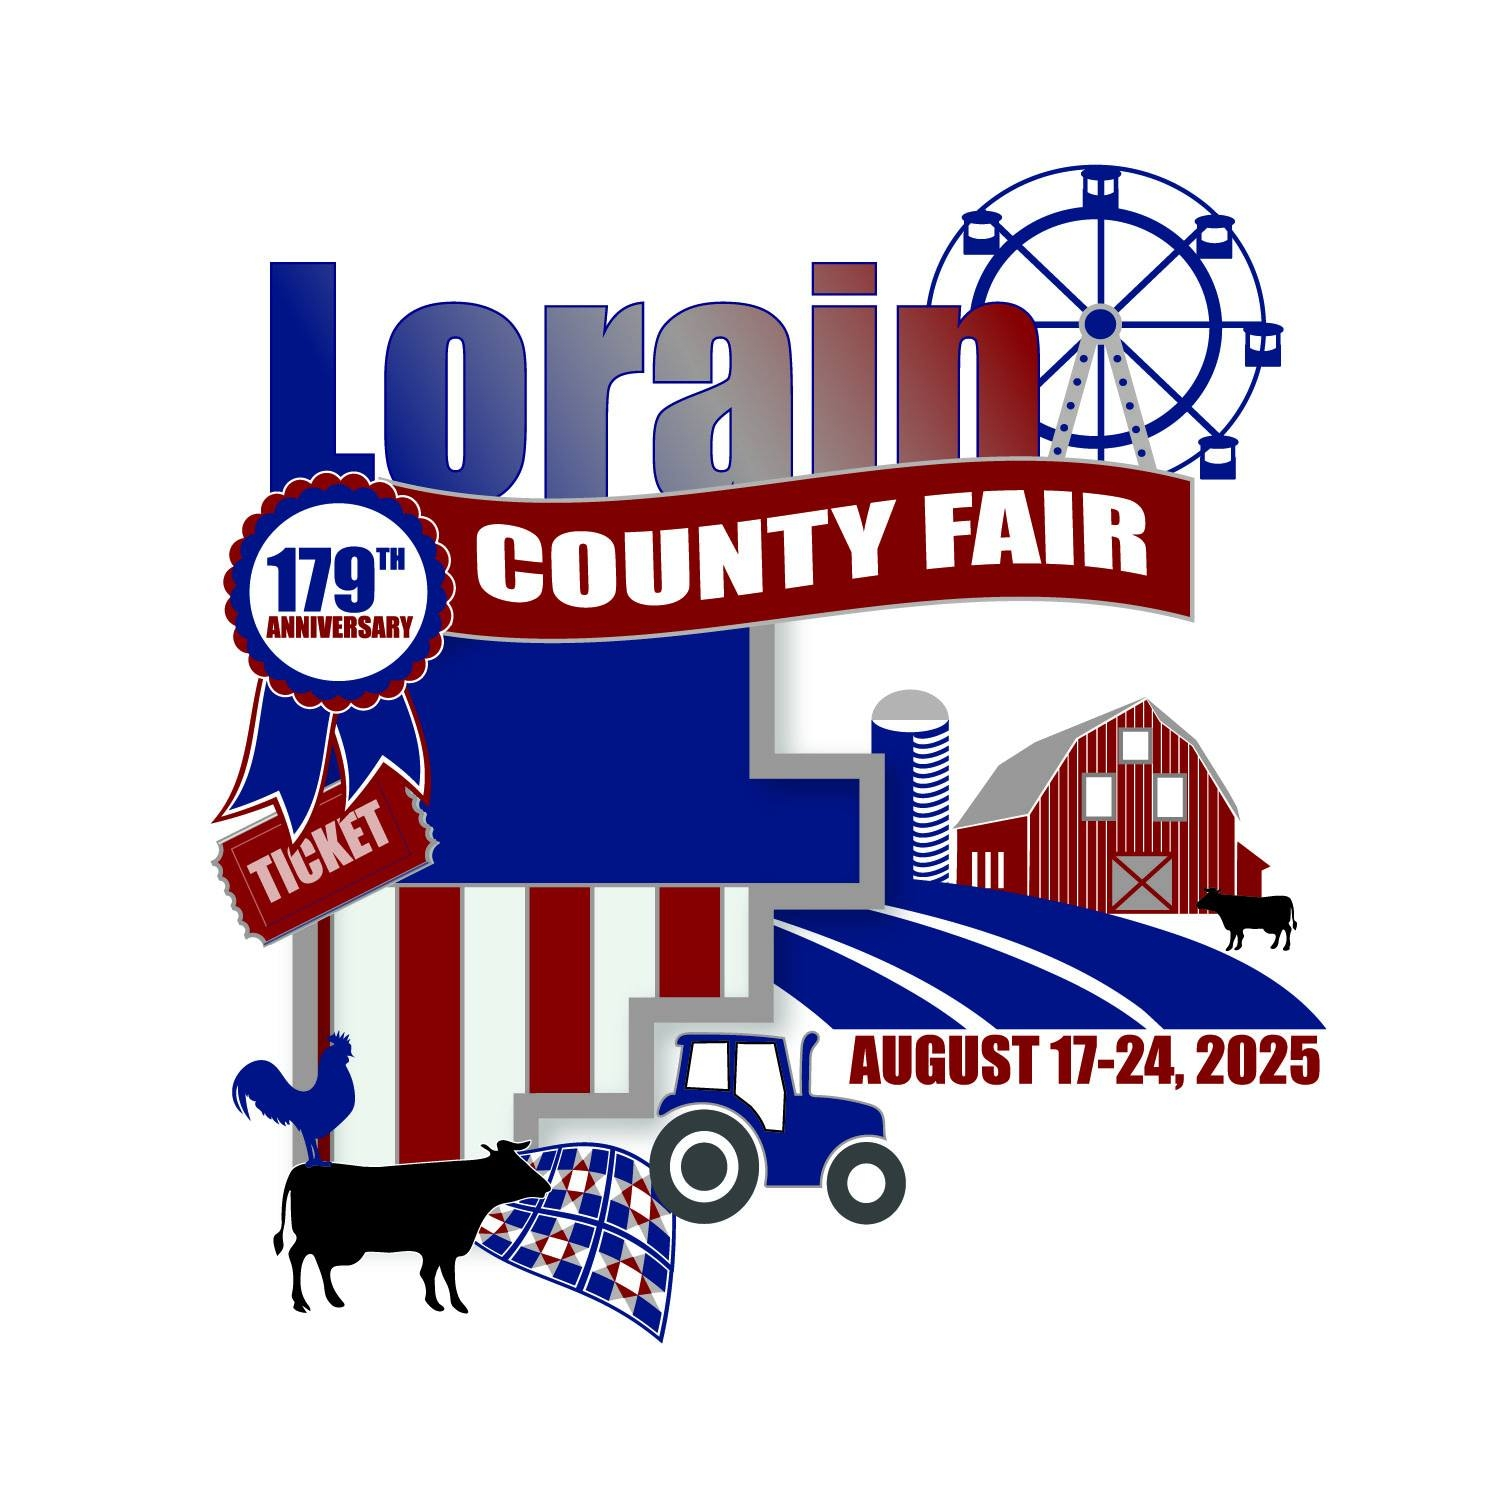 Lorain
COUNTY FAIR
179TH
ANNIVERSARY
TICKET
AUGUST 17-24, 2025